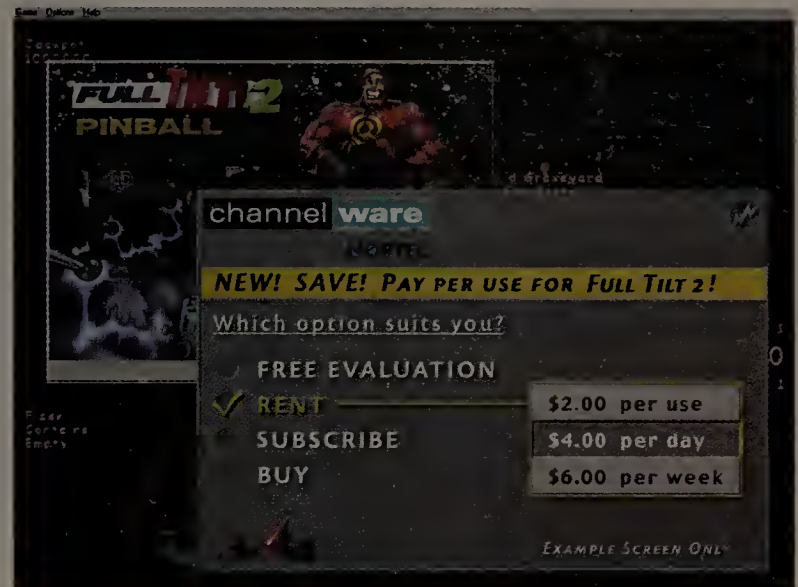 Game Options Help
FULL TILT 2
PINBALL
graveyard
channel ware
NEW! SAVE! PAY PER USE FOR FULL TILT 2!
Which option suits you?
FREE EVALUATION
RENT
$2.00 per use
SUBSCRIBE
$4.00 per day
BUY
$6.00 per week
Empty
EXAMPLE SCREEN ONLY